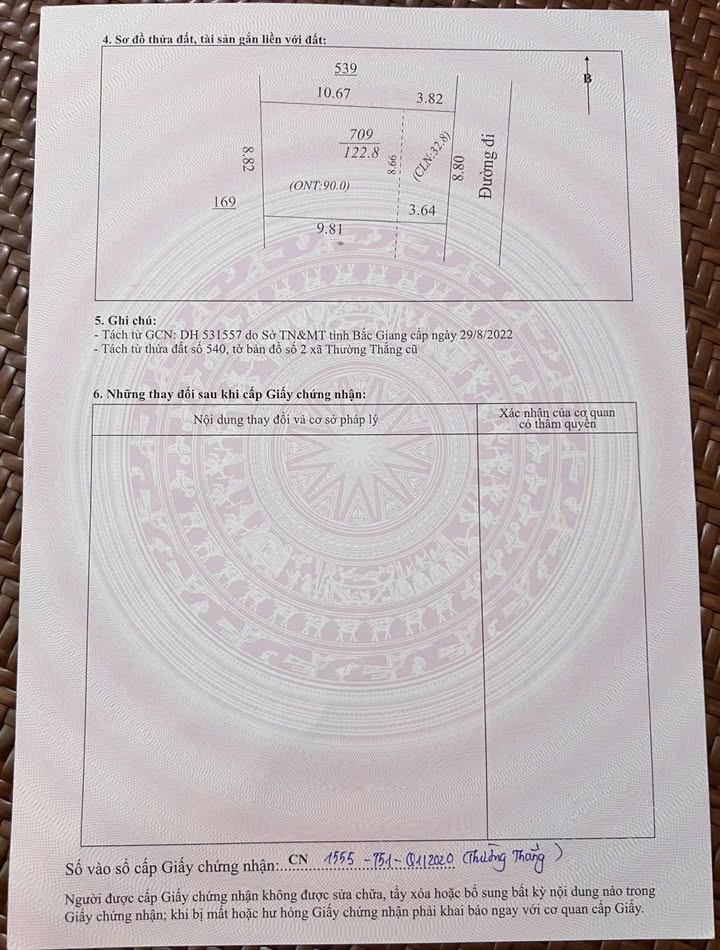 4. Sơ đồ thửa đất, tài sản gắn liền với đất:
539
B
10.67
3.82
709
122.8
8.82
8.66
(CLN:32.8)
8.80
Đường đi
(ONT:90.0)
169
3.64
9.81
5. Ghi chú:
- Tách từ GCN: DH 531557 do Sở TN&MT tỉnh Bắc Giang cấp ngày 29/8/2022
- Tách từ thửa đất số 540, tờ bản đồ số 2 xã Thường Thắng cũ
6. Những thay đổi sau khi cấp Giấy chứng nhận:
Nội dung thay đổi và cơ sở pháp lý
Xác nhận của cơ quan
có thẩm quyền
Số vào sổ cấp Giấy chứng nhận: CN 1555 - T51 - Q1/2020 (Thường Thắng)
Người được cấp Giấy chứng nhận không được sửa chữa, tẩy xóa hoặc bổ sung bất kỳ nội dung nào trong
Giấy chứng nhận; khi bị mất hoặc hư hỏng Giấy chứng nhận phải khai báo ngay với cơ quan cấp Giấy.